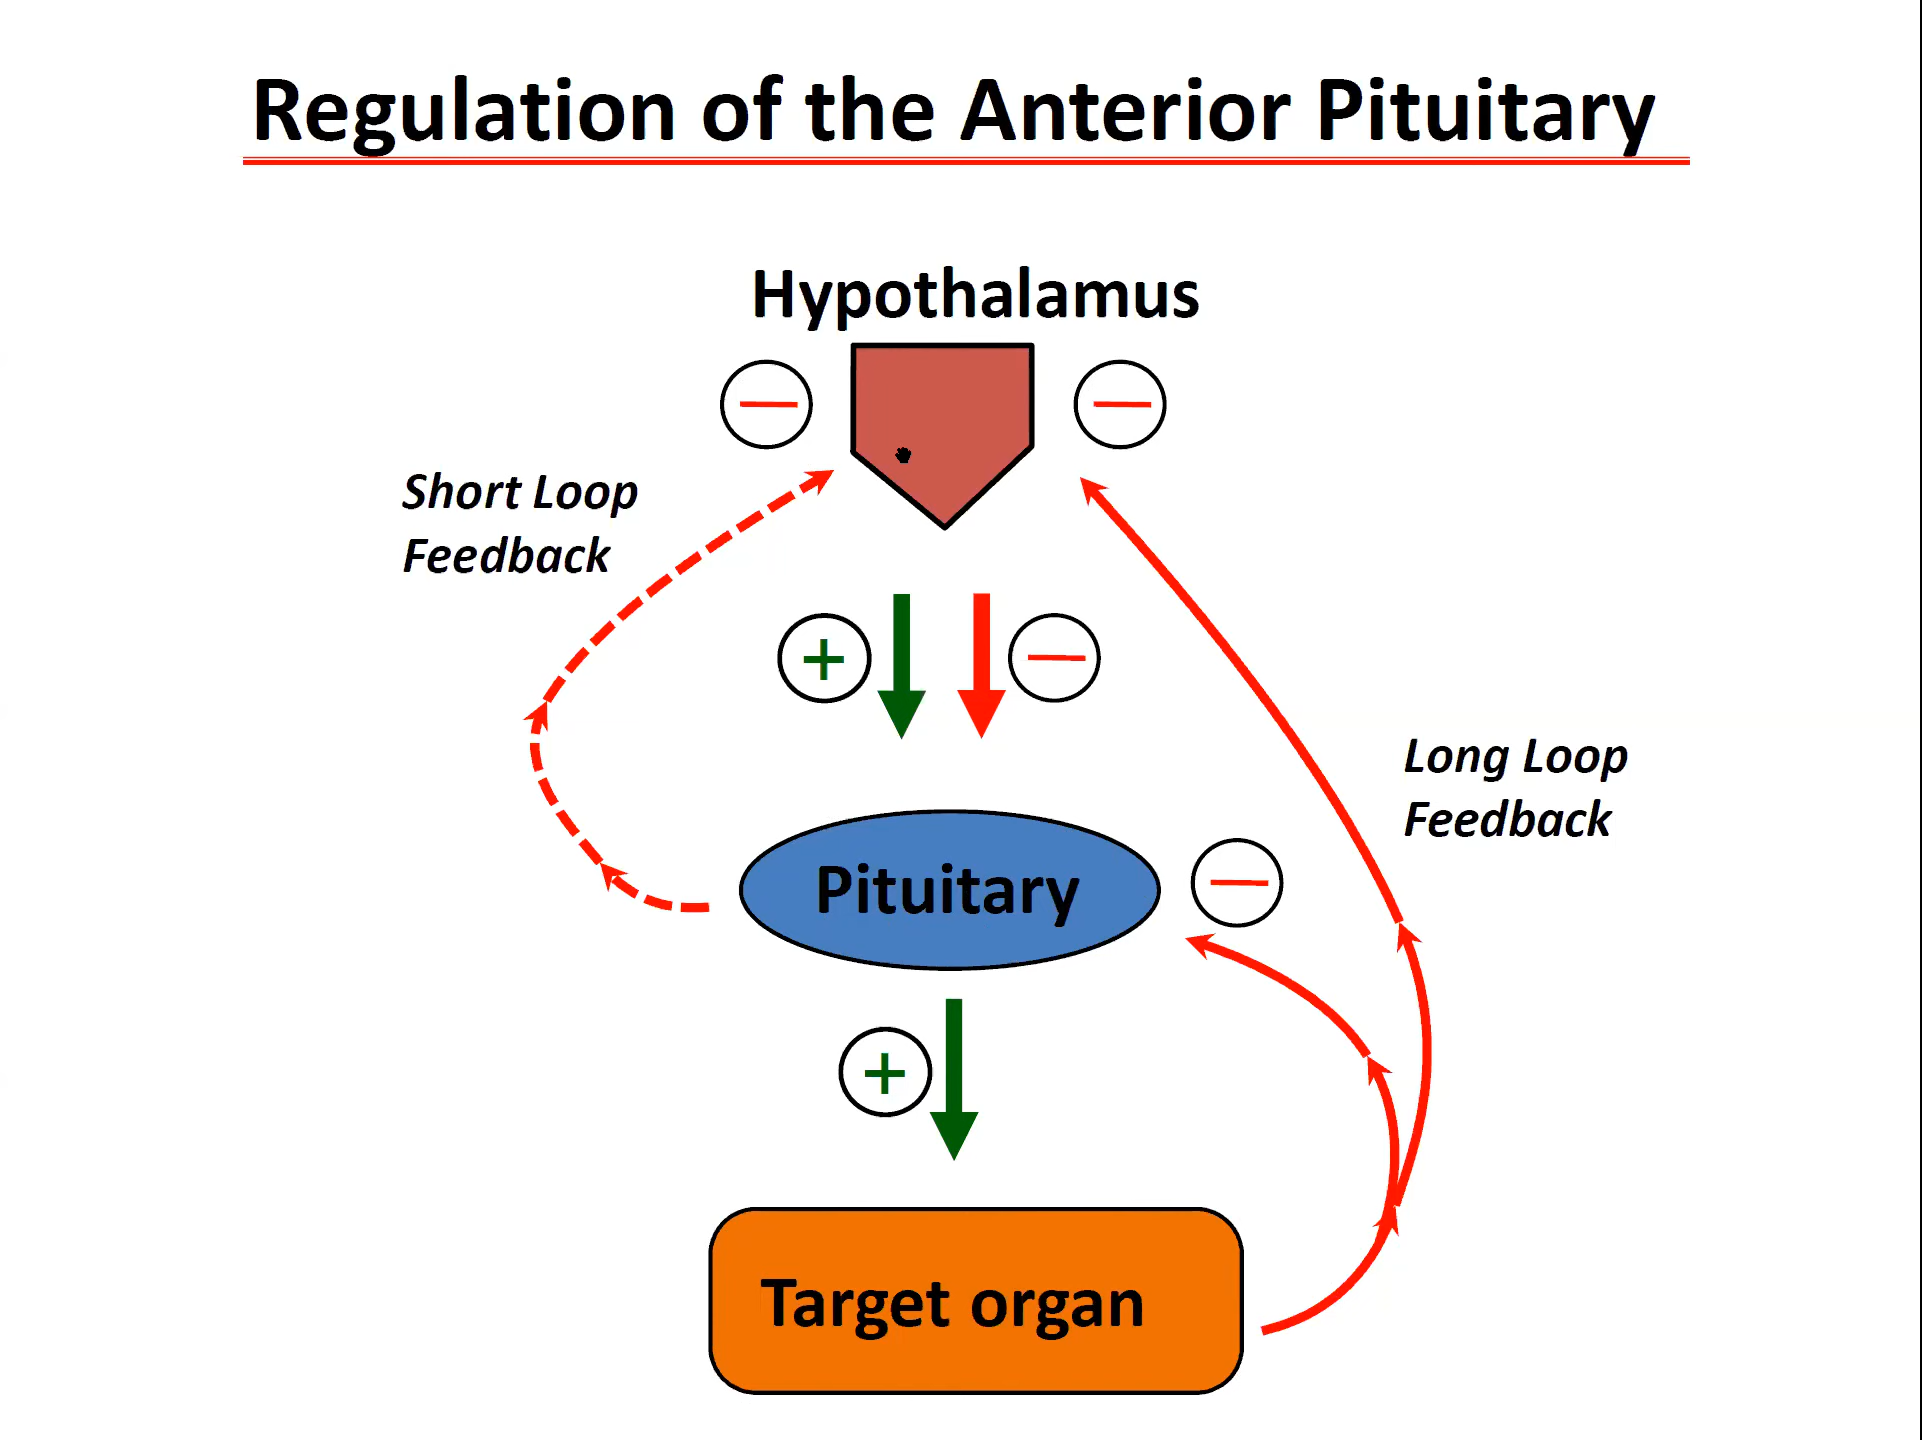 Regulation of the Anterior Pituitary
Hypothalamus
—
—
Short Loop
Feedback
+
—
Long Loop
Feedback
Pituitary
—
+
Target organ